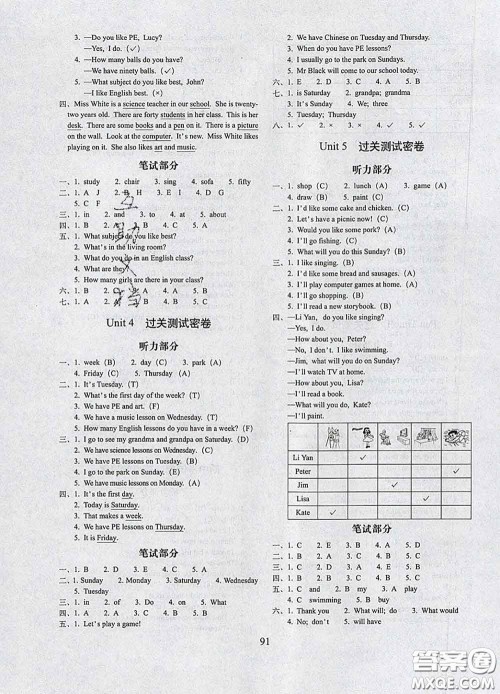 3. —Do you like PE, Lucy?
—Yes, I do. (✓)
4. —How many balls do you have?
—We have ninety balls. (✓)
5. —What subject do you like best, John?
—I like English best. (×)
四、Miss White is a science teacher in our school. She is twenty-
two years old. There are forty students in her class. This is
her desk. There are some books and a pen on it. There is a picture
on the wall. Look at the computer. It's new. Miss White likes
playing on it. She also likes art and music.
笔试部分
一、1. study 2. chair 3. sing 4. sofa 5. fifty
二、1. A 2. J B H 3. E I 4. D G
5. C F
三、1. in 2. and 3. to 4. at 5. about
四、1. B 2. A 3. C 4. C 5. B
五、1. What subject do you like best?
2. What's in the living room?
3. What do you do in an English class?
4. What are they?
5. How many girls are there in your class?
六、1. B 2. C 3. A 4. A 5. B
七、1. A 2. C 3. B 4. A 5. B
Unit 4 过关测试密卷
听力部分
一、1. week (B) 2. day (C) 3. park (A)
4. Friday (C) 5. Thursday (A)
二、1. It's Tuesday. (T)
2. What's the first day of the week? (T)
3. We have PE and art. (F)
4. We have a music lesson on Wednesday. (T)
5. How many English lessons do you have in a week? (F)
三、1. I go to see my grandma and grandpa on Saturday. (D)
2. We have science lessons on Wednesday. (C)
3. We have PE lessons on Tuesday. (B)
4. I go to the park on Sunday. (E)
5. We have music lessons on Monday. (A)
四、1. It's the first day.
2. Today is Saturday.
3. That makes a week.
4. We have PE lessons on Thursday.
5. It is Friday.
笔试部分
一、1. B 2. D 3. E 4. A 5. C
二、1. Sunday 2. Monday 3. Saturday 4. Wednesday
5. Tuesday
三、1. in 2. of 3. Do 4. on 5. What
四、1. A 2. A 3. C 4. B 5. B
五、1. Let's play a game!
2. We have Chinese on Tuesday and Thursday.
3. When do you have PE lessons?
4. I usually go to the park on Sundays.
5. Mr Black will come to our school today.
六、1. E 2. A 3. D 4. C 5. B
七、1. is Saturday 2. grandpa; grandma
3. It's Sunday 4. We; three
5. Tuesday
八、1. ✓ 2. × 3. × 4. ✓ 5. ✓
Unit 5 过关测试密卷
听力部分
一、1. shop (C) 2. lunch (A) 3. game (A)
4. draw (B) 5. paint (C)
二、1. I'd like some cake and chicken. (C)
2. Let's have a picnic now! (C)
3. Would you like some pork? (C)
4. I'll go fishing. (C)
5. What will you do this Sunday? (A)
三、1. I like singing. (B)
2. I'd like some bread and sausages. (B)
3. I'll play computer games at home. (C)
4. I'll go shopping. (B)
5. I'll read a new storybook. (B)
四、—Li Yan, do you like singing?
—Yes, I do.
—How about you, Peter?
—No, I don't. I like swimming.
—Jim, what will you do on Sunday?
—I'll watch TV at home.
—How about you, Lisa?
—I'll read a book.
—What will you do, Kate?
—I'll paint.
Li Yan ✓
Peter ✓
Jim ✓
Lisa ✓
Kate ✓
笔试部分
一、1. C 2. E 3. B 4. A 5. D
二、1. C 2. D 3. A 4. B 5. E
三、1. B 2. A 3. C 4. C 5. B
四、1. C 2. A 3. B 4. A 5. C
五、1. C and 2. B my 3. A play
4. C swimming 5. B will
六、1. Thank you 2. What will; do 3. What would
4. No; don't 5. will have
91
答案圈
MXQE.COM